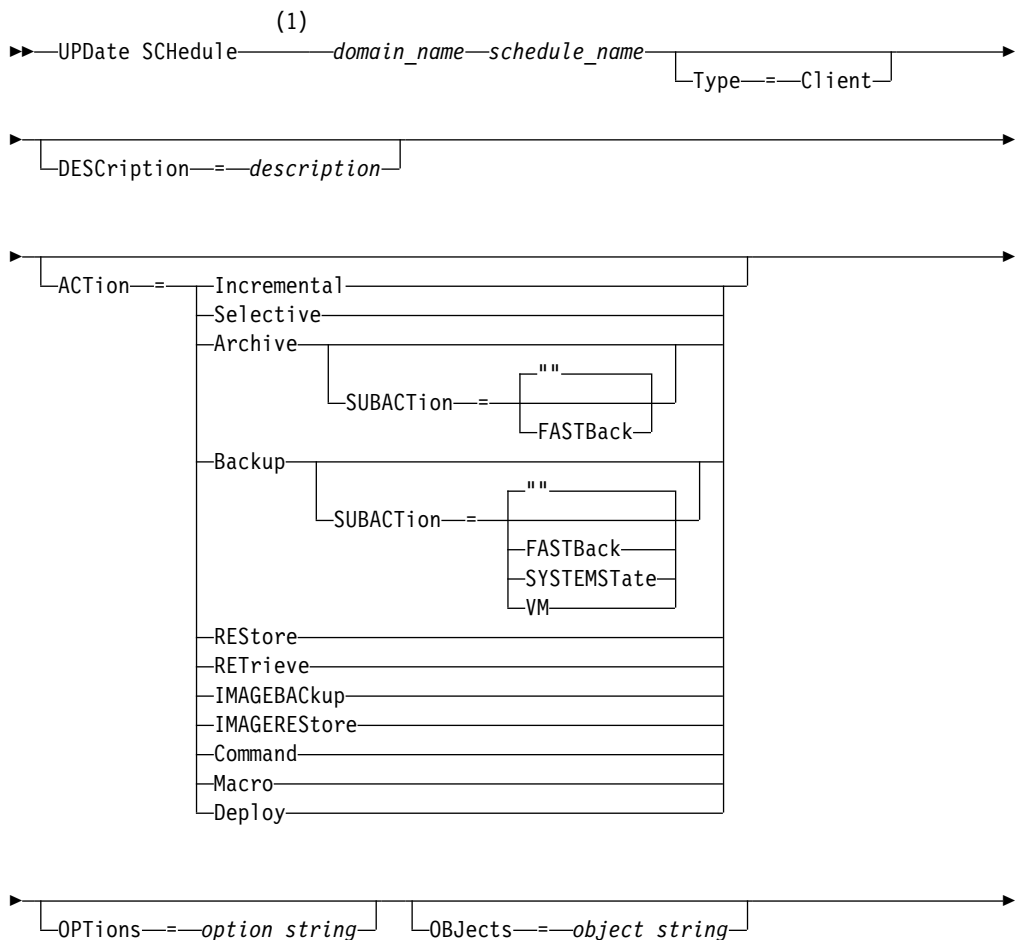 (1)
UPDate SCHedule domain_name schedule_name
Type = Client
DESCription = description
ACTion = Incremental
Selective
Archive
""
SUBACTion =
FASTBack
Backup
""
SUBACTion =
FASTBack
SYSTEMSTate
VM
REStore
RETrieve
IMAGEBACkup
IMAGEREStore
Command
Macro
Deploy
OPTions = option string OBJects = object string